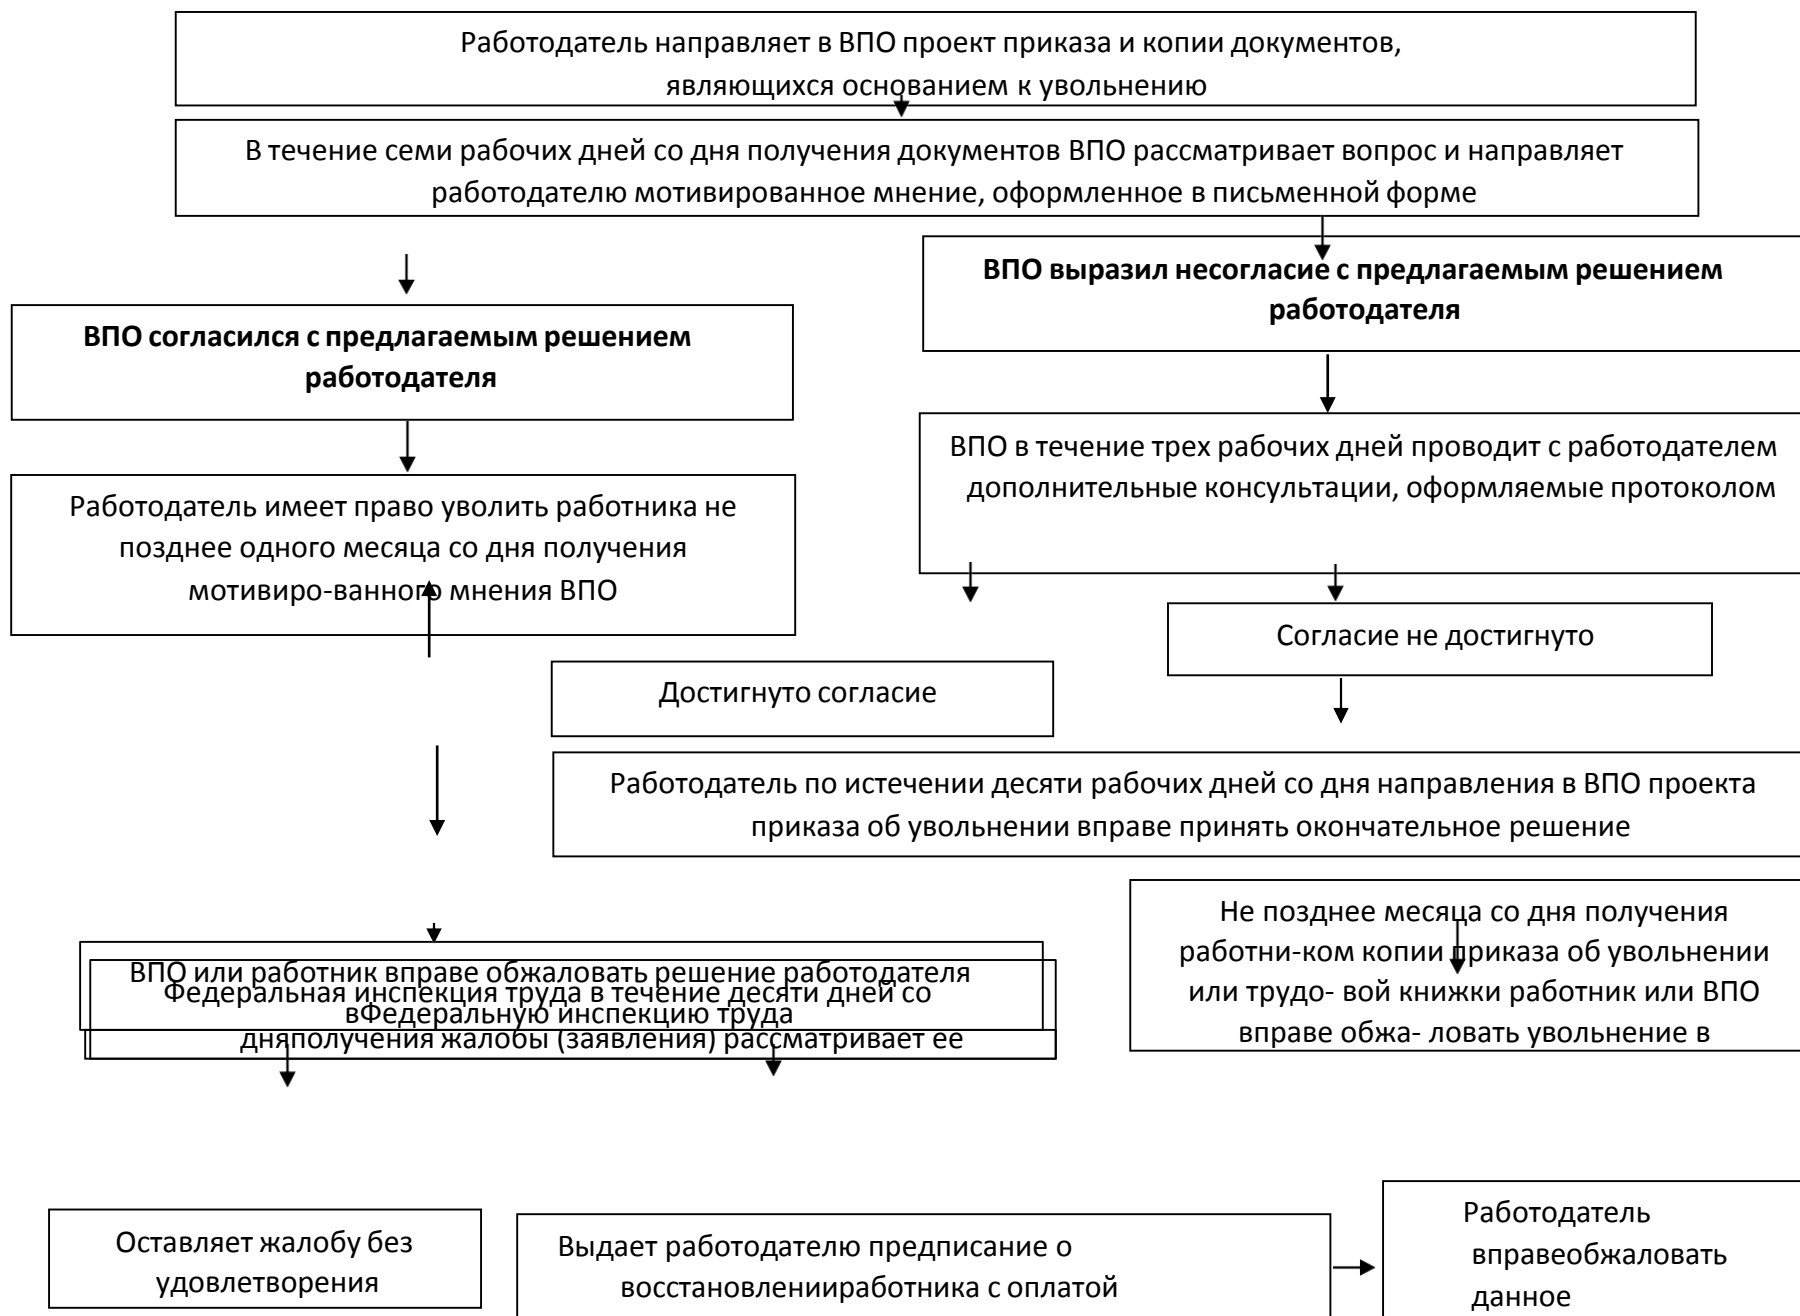 Работодатель направляет в ВПО проект приказа и копии документов,
являющихся основанием к увольнению
В течение семи рабочих дней со дня получения документов ВПО рассматривает вопрос и направляет
работодателю мотивированное мнение, оформленное в письменной форме
ВПО выразил несогласие с предлагаемым решением
работодателя
ВПО согласился с предлагаемым решением
работодателя
ВПО в течение трех рабочих дней проводит с работодателем
дополнительные консультации, оформляемые протоколом
Работодатель имеет право уволить работника не
позднее одного месяца со дня получения
мотивиро-ванного мнения ВПО
Согласие не достигнуто
Достигнуто согласие
Работодатель по истечении десяти рабочих дней со дня направления в ВПО проекта
приказа об увольнении вправе принять окончательное решение
Не позднее месяца со дня получения
работни-ком копии приказа об увольнении
или трудо- вой книжки работник или ВПО
вправе обжа- ловать увольнение в
ВПО или работник вправе обжаловать решение работодателя
вФедеральную инспекцию труда
Федеральная инспекция труда в течение десяти дней со
дняполучения жалобы (заявления) рассматривает ее
Оставляет жалобу без
удовлетворения
Выдает работодателю предписание о
восстановленииработника с оплатой
Работодатель
вправеобжаловать
данное